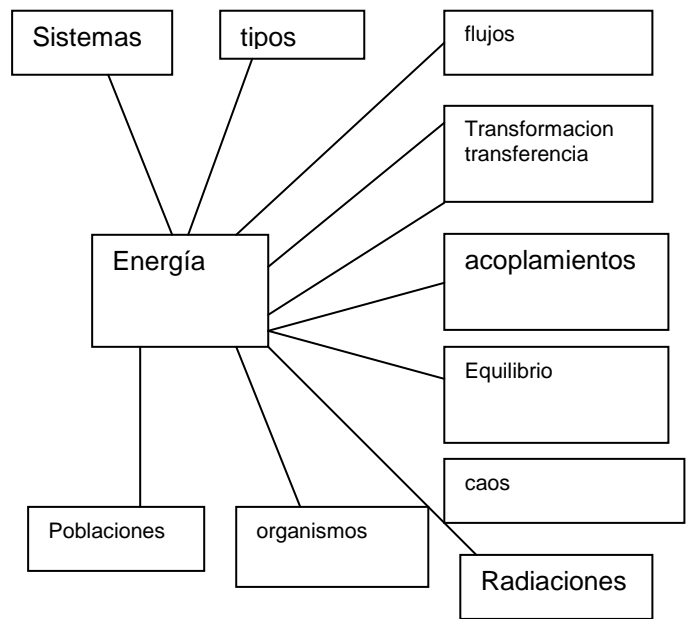 Sistemas
tipos
flujos
Transformacion
transferencia
Energía
acoplamientos
Equilibrio
caos
Poblaciones
organismos
Radiaciones